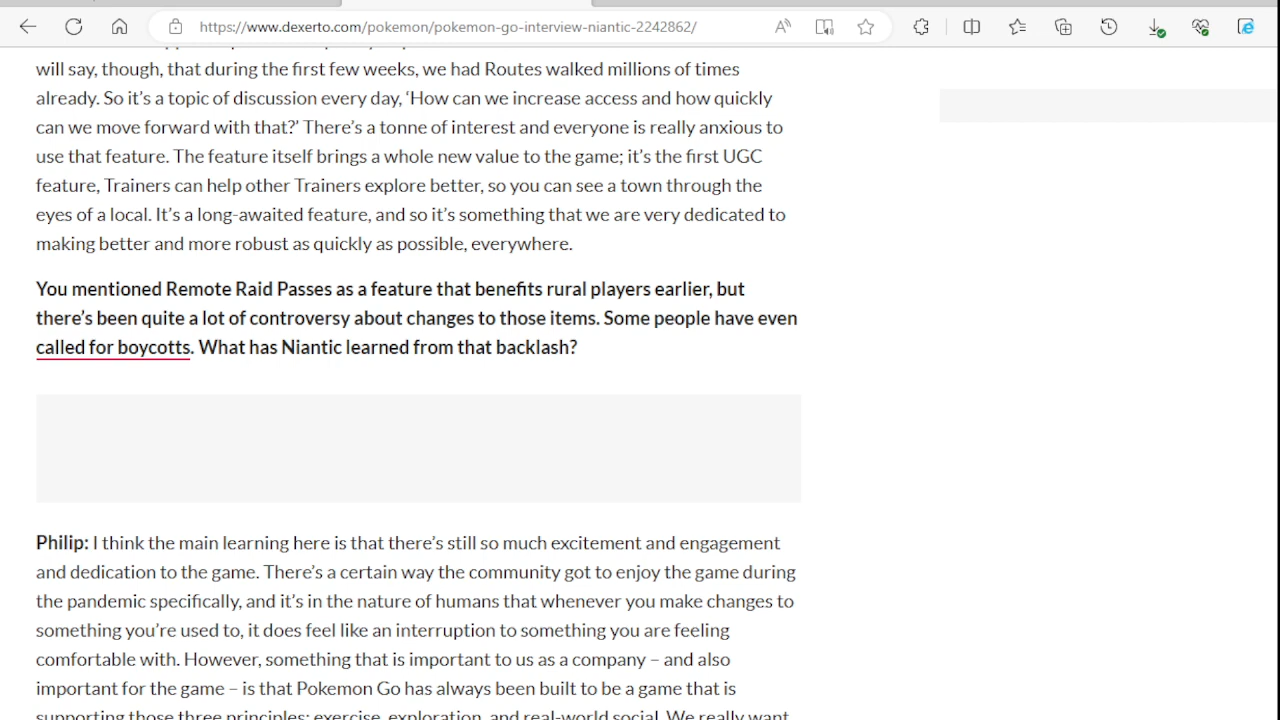 https://www.dexerto.com/pokemon/pokemon-go-interview-niantic-2242862/
will say, though, that during the first few weeks, we had Routes walked millions of times
already. So it’s a topic of discussion every day, ‘How can we increase access and how quickly
can we move forward with that?’ There’s a tonne of interest and everyone is really anxious to
use that feature. The feature itself brings a whole new value to the game; it’s the first UGC
feature, Trainers can help other Trainers explore better, so you can see a town through the
eyes of a local. It’s a long-awaited feature, and so it’s something that we are very dedicated to
making better and more robust as quickly as possible, everywhere.
You mentioned Remote Raid Passes as a feature that benefits rural players earlier, but
there’s been quite a lot of controversy about changes to those items. Some people have even
called for boycotts. What has Niantic learned from that backlash?
Philip: I think the main learning here is that there’s still so much excitement and engagement
and dedication to the game. There’s a certain way the community got to enjoy the game during
the pandemic specifically, and it’s in the nature of humans that whenever you make changes to
something you’re used to, it does feel like an interruption to something you are feeling
comfortable with. However, something that is important to us as a company – and also
important for the game – is that Pokemon Go has always been built to be a game that is
supporting those three principles: exercise, exploration, and real-world social. We really want